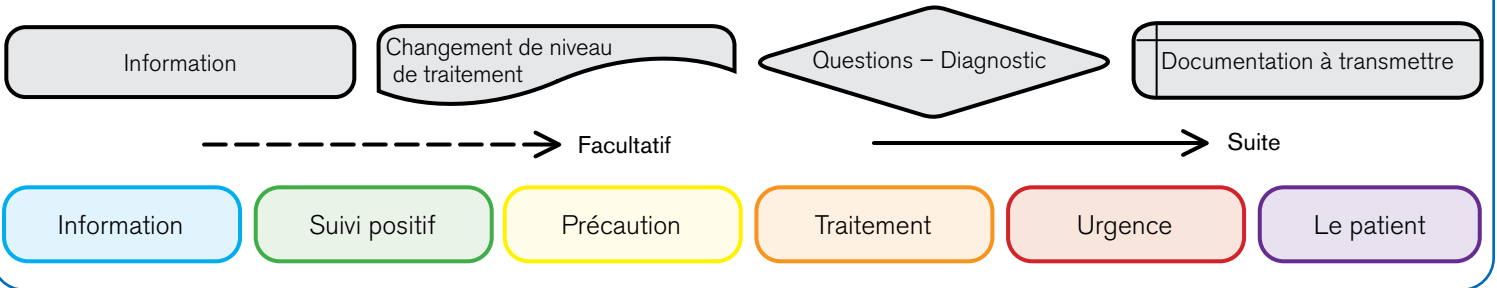 Information
Changement de niveau
de traitement
Questions – Diagnostic
Documentation à transmettre
Facultatif
Suite
Information
Suivi positif
Précaution
Traitement
Urgence
Le patient